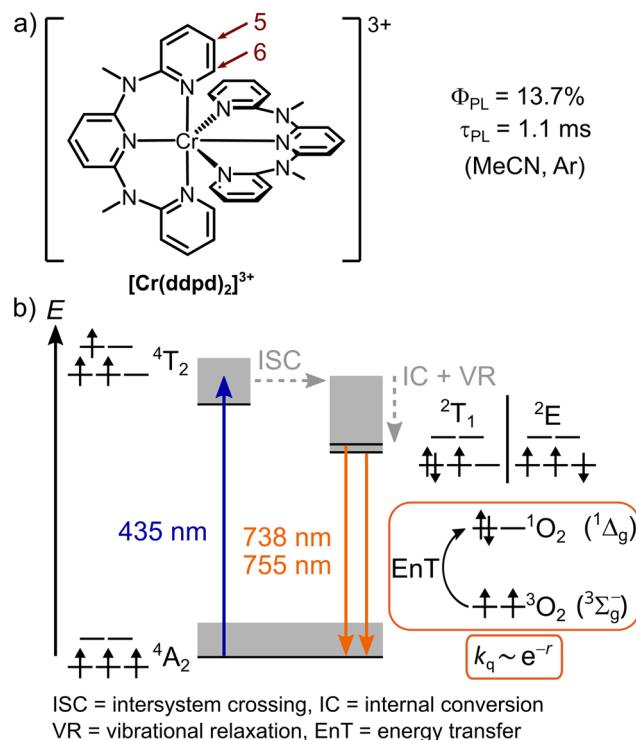 a)
3+
5
6
N
N
N
N
N
Cr
N
N
N
N
N
ΦPL = 13.7%
τPL = 1.1 ms
(MeCN, Ar)
[Cr(ddpd)₂]³⁺
b) E
⁴T₂
ISC
IC + VR
²T₁ ²E
435 nm
738 nm
755 nm
¹O₂ (¹Δg)
EnT
³O₂ (³Σg⁻)
⁴A₂
kq ~ e⁻ʳ
ISC = intersystem crossing, IC = internal conversion
VR = vibrational relaxation, EnT = energy transfer